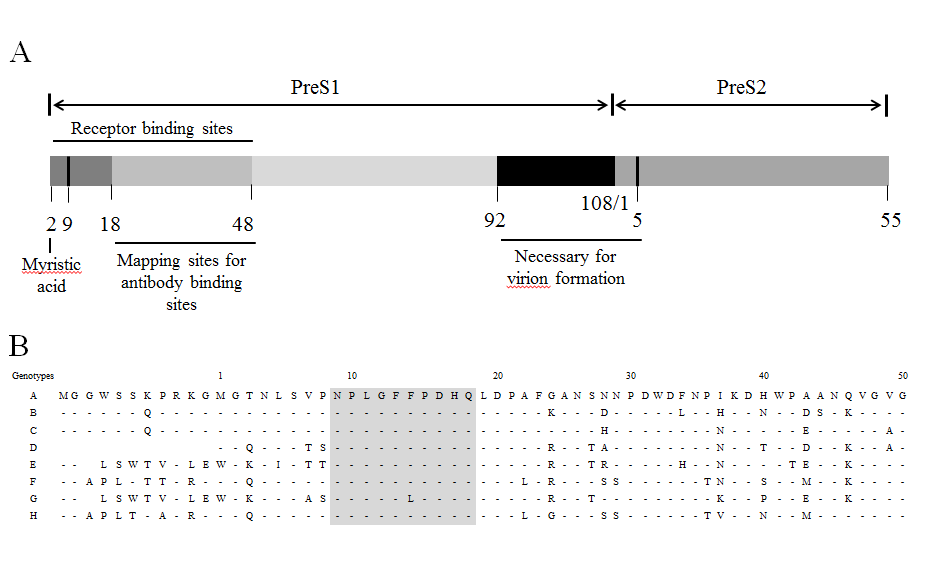 A
PreS1
PreS2
Receptor binding sites
2 9 18 48 92 108/1 5 55
Myristic
acid
Mapping sites for
antibody binding
sites
Necessary for
virion formation
B
Genotypes 1 10 20 30 40 50
A M G G W S S K P R K G M G T N L S V P N P L G F F P D H Q L D P A F G A N S N N P D W D F N P I K D H W P A A N Q V G V G
B - - - - - - Q - - - - - - - - - - - - - - - - - - - - - - - - - - - K - - - D - - - - - L - - H - - N - - D S - K - - - -
C - - - - - - Q - - - - - - - - - - - - - - - - - - - - - - - - - - - - - - - H - - - - - - - - N - - - - - E - - - - - A -
D - - Q - - - T S - - - - - - - - - - - - - - - R - - T A - - - - - - - - N - - T - - D - - K - - A -
E - - L S W T V - L E W - K - I - T T - - - - - - - - - - - - - - - R - - T R - - - - - H - - N - - - - T E - - K - - - -
F - - A P L - T T - R - - - Q - - - - - - - - - - - - - - - - - - L - R - - - S S - - - - - - T N - - S - - M - - K - - - -
G - - L S W T V - L E W - K - - - A S - - - - - L - - - - - - - - - R - - T - - - - - - - - - K - - P - - E - - K - - - -
H - - A P L T - A - R - - - Q - - - - - - - - - - - - - - - - - - L - G - - - S S - - - - - - T V - - N - - M - - - - - - -